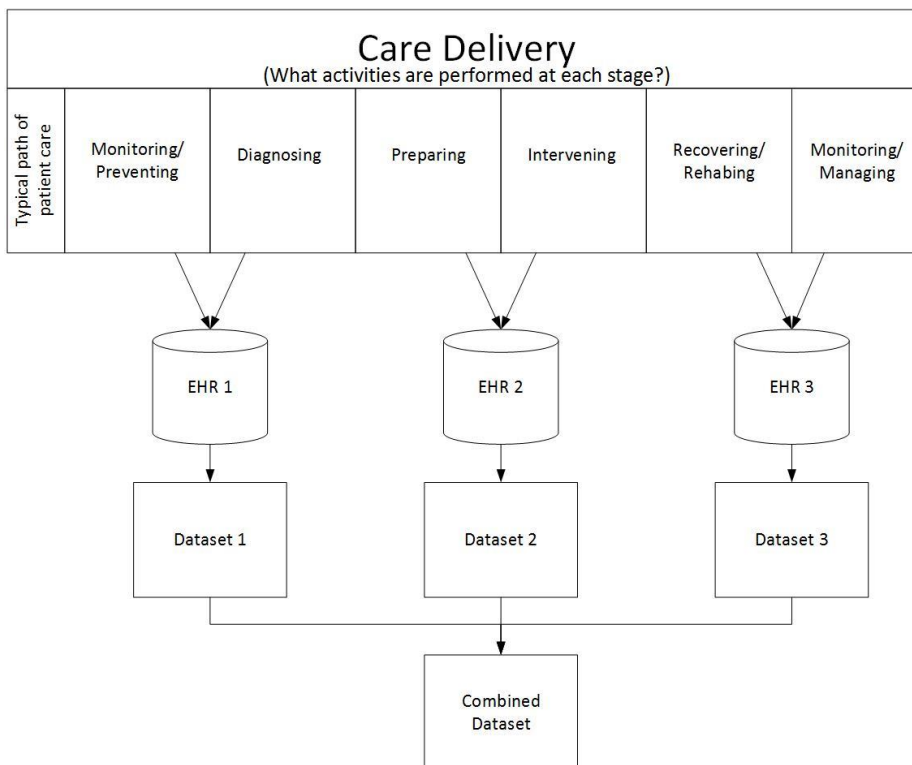 Care Delivery
(What activities are performed at each stage?)
Typical path of
patient care
Monitoring/
Preventing
Diagnosing
Preparing
Intervening
Recovering/
Rehabing
Monitoring/
Managing
EHR 1
EHR 2
EHR 3
Dataset 1
Dataset 2
Dataset 3
Combined
Dataset